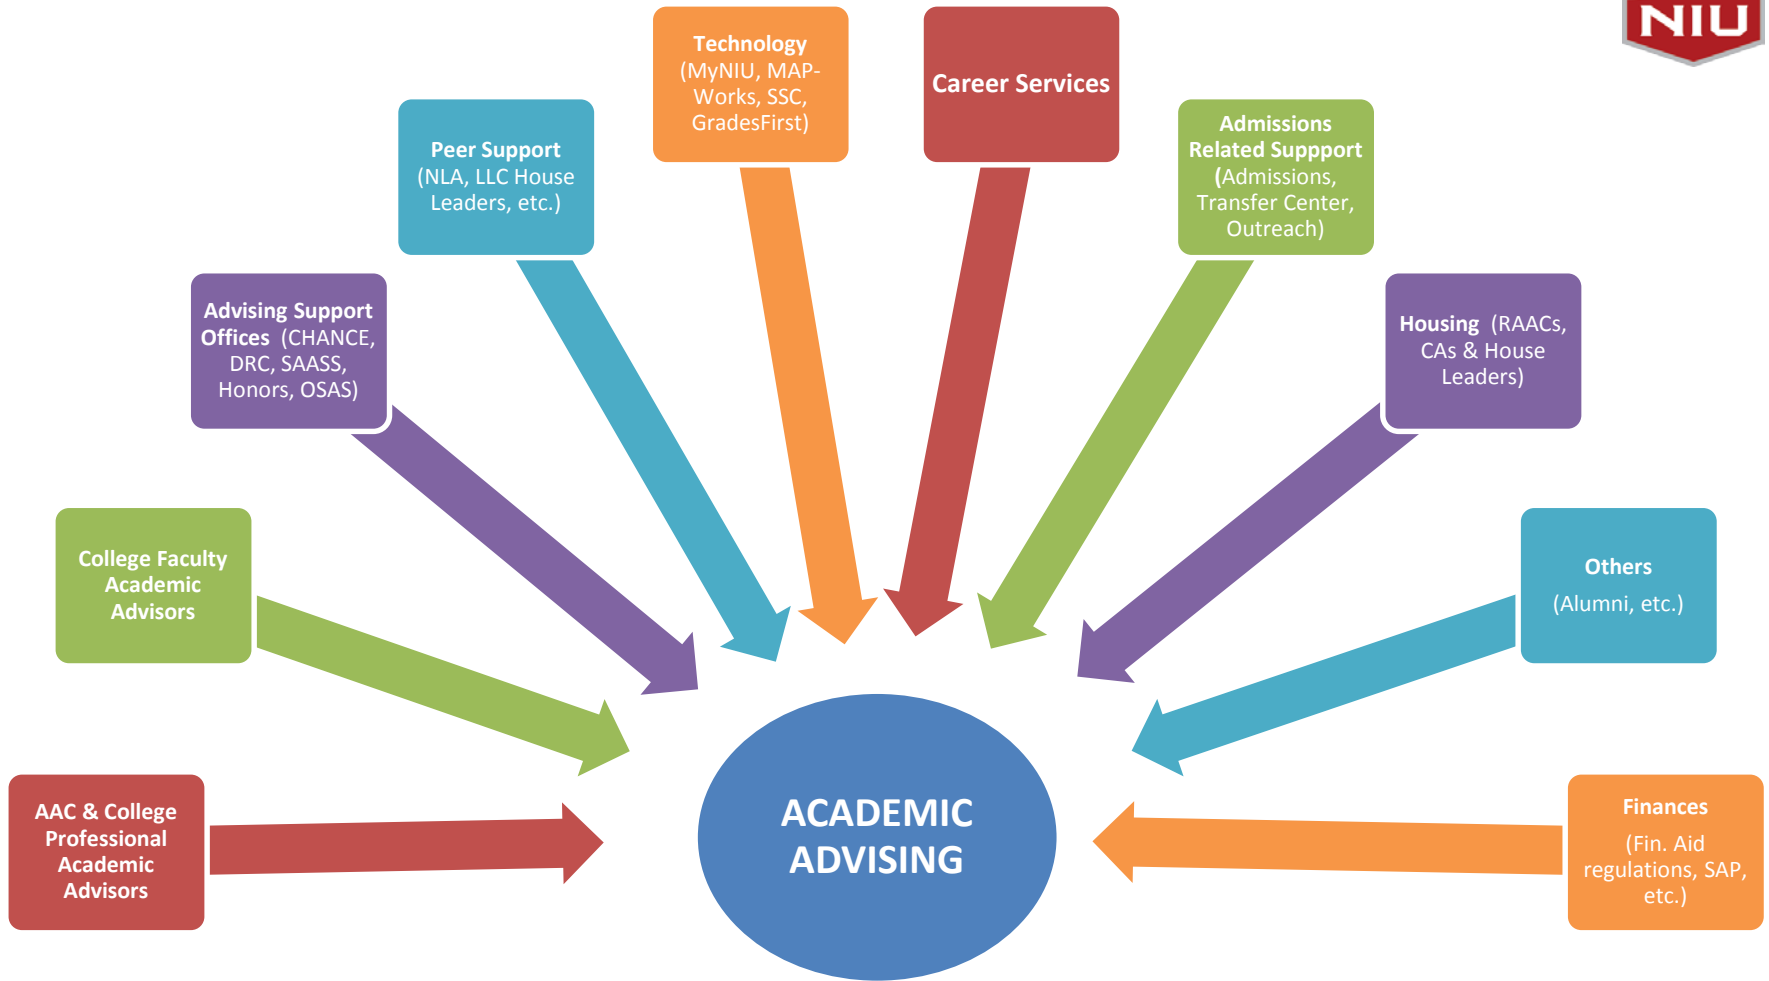 NIU
Technology
(MyNIU, MAP-
Works, SSC,
GradesFirst)
Career Services
Peer Support
(NLA, LLC House
Leaders, etc.)
Admissions
Related Suppport
(Admissions,
Transfer Center,
Outreach)
Advising Support
Offices (CHANCE,
DRC, SAASS,
Honors, OSAS)
Housing (RAACs,
CAs & House
Leaders)
College Faculty
Academic
Advisors
Others
(Alumni, etc.)
AAC & College
Professional
Academic
Advisors
ACADEMIC
ADVISING
Finances
(Fin. Aid
regulations, SAP,
etc.)